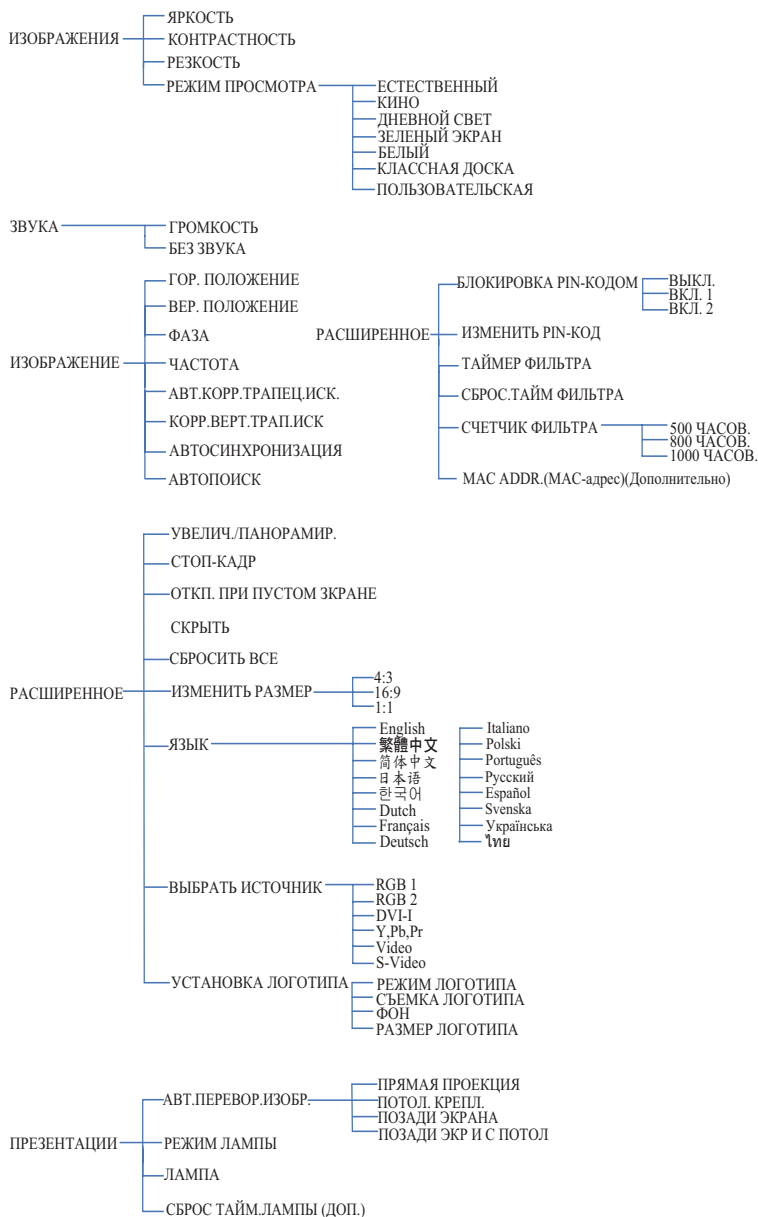 ИЗОБРАЖЕНИЯ
ЯРКОСТЬ
КОНТРАСТНОСТЬ
РЕЗКОСТЬ
РЕЖИМ ПРОСМОТРА
ЕСТЕСТВЕННЫЙ
КИНО
ДНЕВНОЙ СВЕТ
ЗЕЛЕНЫЙ ЭКРАН
БЕЛЫЙ
КЛАССНАЯ ДОСКА
ПОЛЬЗОВАТЕЛЬСКАЯ
ЗВУКА
ГРОМКОСТЬ
БЕЗ ЗВУКА
ИЗОБРАЖЕНИЕ
ГОР. ПОЛОЖЕНИЕ
ВЕР. ПОЛОЖЕНИЕ
ФАЗА
ЧАСТОТА
АВТ.КОРР.ТРАПЕЦ.ИСК.
КОРР.ВЕРТ.ТРАП.ИСК
АВТОСИНХРОНИЗАЦИЯ
АВТОПОИСК
РАСШИРЕННОЕ
БЛОКИРОВКА PIN-КОДОМ
ВЫКЛ.
ВКЛ. 1
ВКЛ. 2
ИЗМЕНИТЬ PIN-КОД
ТАЙМЕР ФИЛЬТРА
СБРОС.ТАЙМ ФИЛЬТРА
СЧЕТЧИК ФИЛЬТРА
500 ЧАСОВ.
800 ЧАСОВ.
1000 ЧАСОВ.
MAC ADDR.(MAC-адрес)(Дополнительно)
РАСШИРЕННОЕ
УВЕЛИЧ./ПАНОРАМИР.
СТОП-КАДР
ОТКП. ПРИ ПУСТОМ ЗКРАНЕ
СКРЫТЬ
СБРОСИТЬ ВСЕ
ИЗМЕНИТЬ РАЗМЕР
4:3
16:9
1:1
ЯЗЫК
English
繁體中文
简体中文
日本语
한국어
Dutch
Français
Deutsch
Italiano
Polski
Português
Русский
Español
Svenska
Українська
ไทย
ВЫБРАТЬ ИСТОЧНИК
RGB 1
RGB 2
DVI-I
Y,Pb,Pr
Video
S-Video
УСТАНОВКА ЛОГОТИПА
РЕЖИМ ЛОГОТИПА
СЪЕМКА ЛОГОТИПА
ФОН
РАЗМЕР ЛОГОТИПА
ПРЕЗЕНТАЦИИ
АВТ.ПЕРЕВОР.ИЗОБР.
ПРЯМАЯ ПРОЕКЦИЯ
ПОТОЛ. КРЕПЛ.
ПОЗАДИ ЭКРАНА
ПОЗАДИ ЭКР И С ПОТОЛ
РЕЖИМ ЛАМПЫ
ЛАМПА
СБРОС ТАЙМ.ЛАМПЫ (ДОП.)